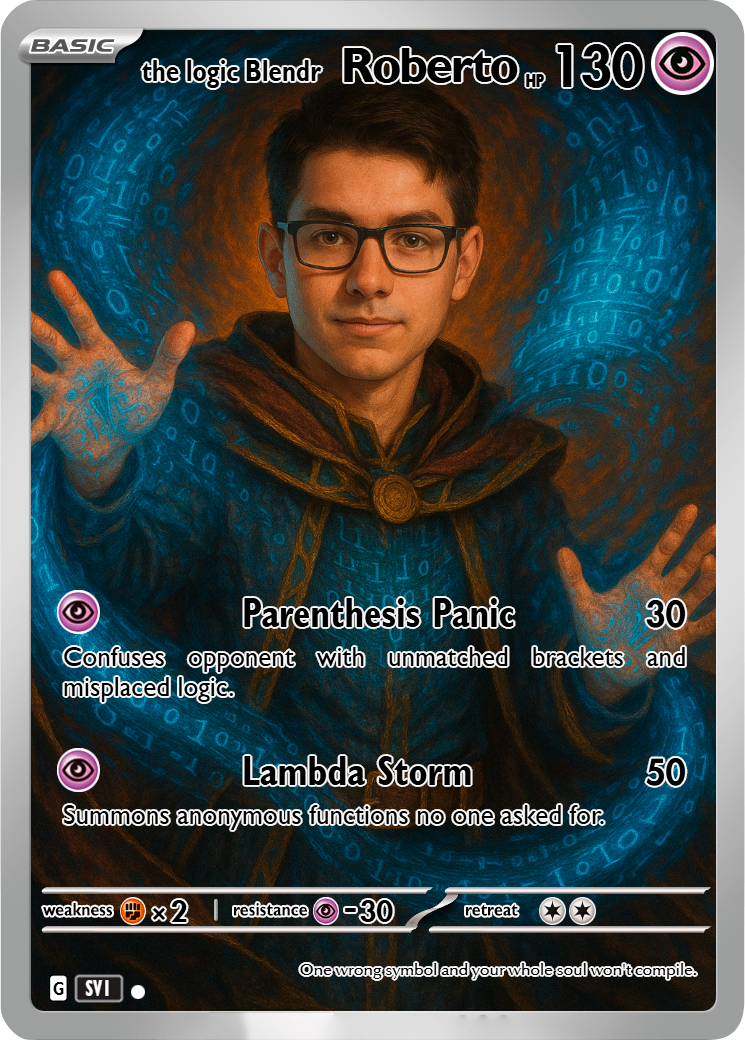 BASIC
the logic Blendr Roberto HP 130
Parenthesis Panic 30
Confuses opponent with unmatched brackets and
misplaced logic.
Lambda Storm 50
Summons anonymous functions no one asked for.
weakness ×2 | resistance -30 retreat
One wrong symbol and your whole soul won't compile.
G SVI